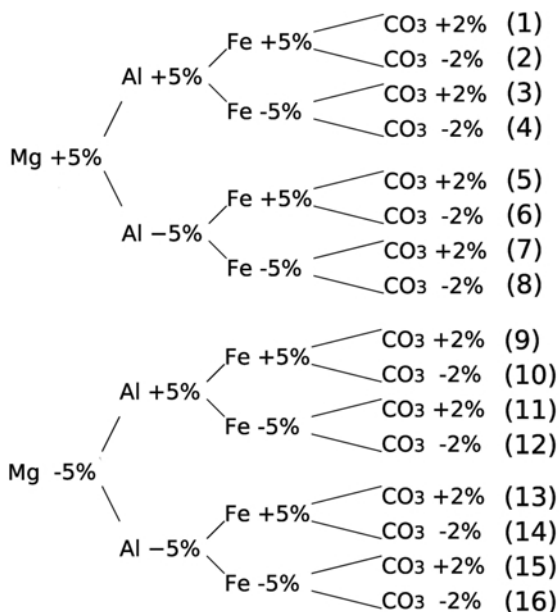 CO3 +2% (1)
Fe +5%
CO3 -2% (2)
Al +5%
CO3 +2% (3)
Fe -5%
CO3 -2% (4)
Mg +5%
CO3 +2% (5)
Fe +5%
CO3 -2% (6)
Al −5%
CO3 +2% (7)
Fe -5%
CO3 -2% (8)
CO3 +2% (9)
Fe +5%
CO3 -2% (10)
Al +5%
CO3 +2% (11)
Fe -5%
CO3 -2% (12)
Mg -5%
CO3 +2% (13)
Fe +5%
CO3 -2% (14)
Al −5%
CO3 +2% (15)
Fe -5%
CO3 -2% (16)